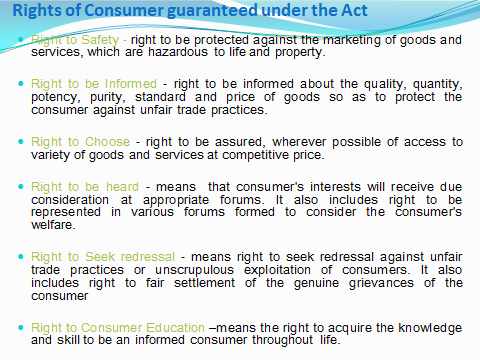 Rights of Consumer guaranteed under the Act
Right to Safety - right to be protected against the marketing of goods and
services, which are hazardous to life and property.
Right to be Informed - right to be informed about the quality, quantity,
potency, purity, standard and price of goods so as to protect the
consumer against unfair trade practices.
Right to Choose - right to be assured, wherever possible of access to
variety of goods and services at competitive price.
Right to be heard - means that consumer's interests will receive due
consideration at appropriate forums. It also includes right to be
represented in various forums formed to consider the consumer's
welfare.
Right to Seek redressal - means right to seek redressal against unfair
trade practices or unscrupulous exploitation of consumers. It also
includes right to fair settlement of the genuine grievances of the
consumer
Right to Consumer Education –means the right to acquire the knowledge
and skill to be an informed consumer throughout life.